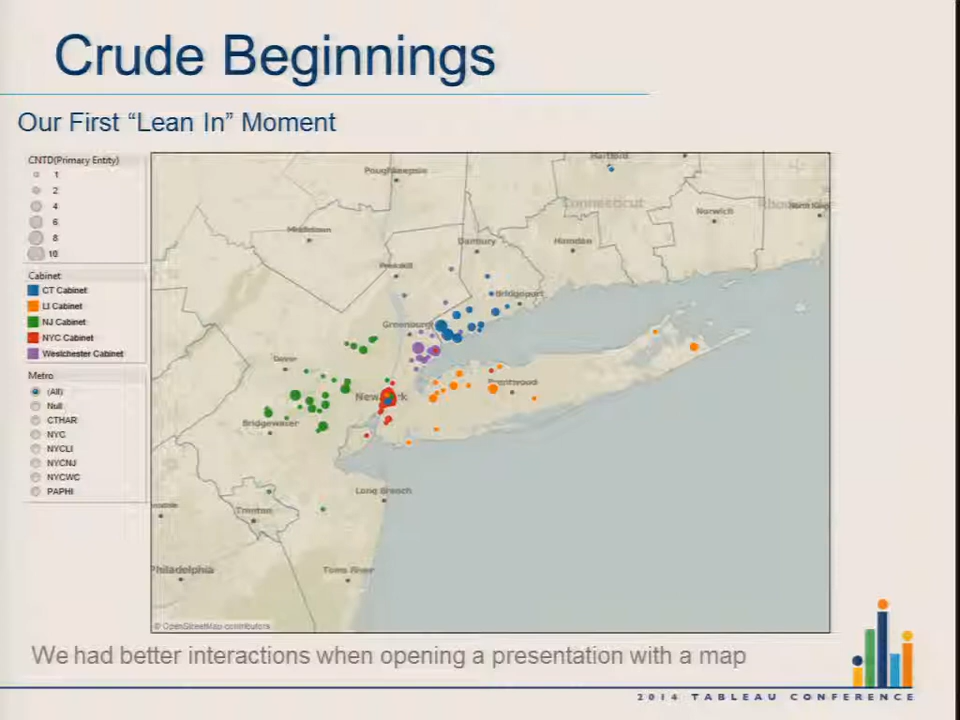 Crude Beginnings
Our First “Lean In” Moment
CNTD(Primary Entity)
1
2
4
6
8
10
Cabinet
CT Cabinet
LI Cabinet
NJ Cabinet
NYC Cabinet
Westchester Cabinet
Metro
(All)
Null
CTHAR
NYC
NYCLI
NYCNJ
NYCWC
PAPHI
Hartford
Poughkeepsie
Connecticut
Norwich
Middletown
Danbury
Hamden
Peekskill
Bridgeport
Greenburg
Dover
Brentwood
New
Bridgewater
Long Branch
Trenton
Philadelphia
Toms River
© OpenStreetMap contributors
We had better interactions when opening a presentation with a map
2014 TABLEAU CONFERENCE